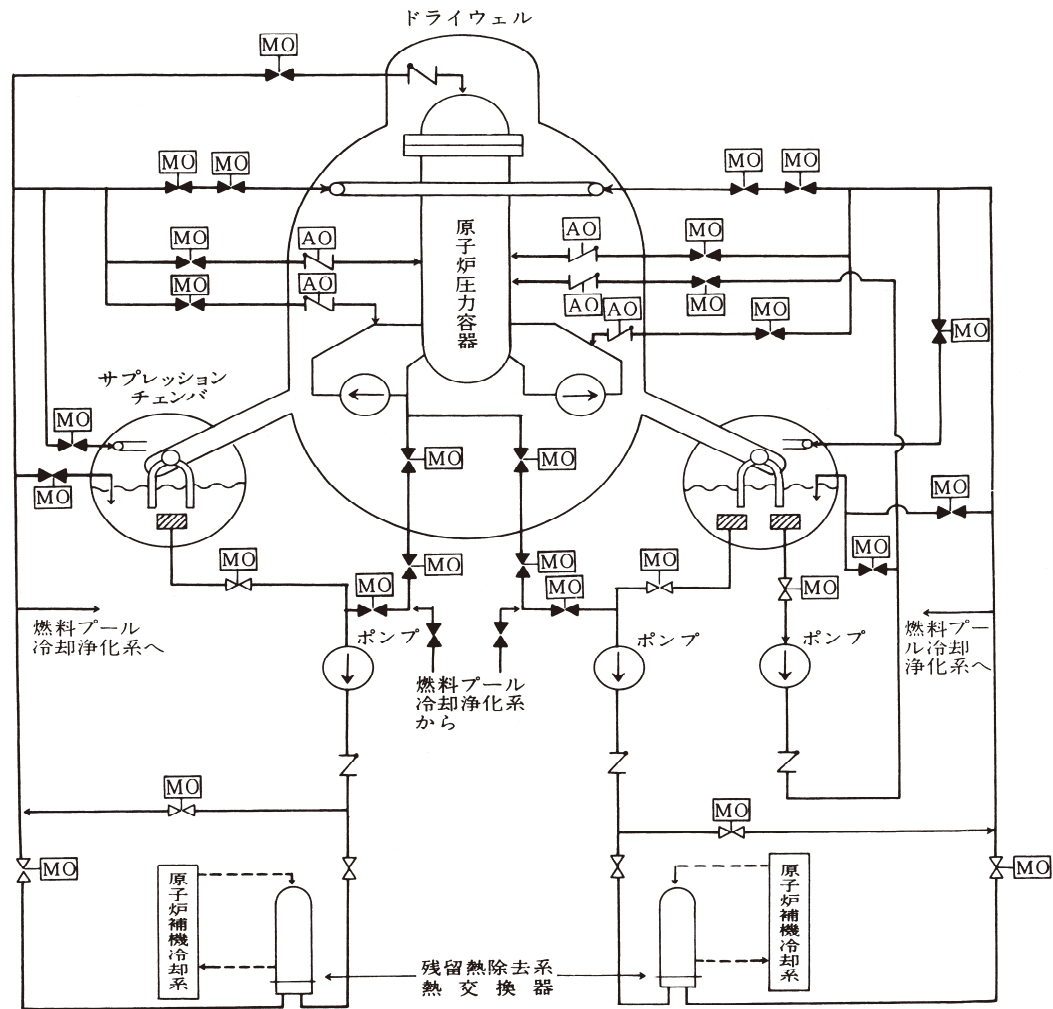 ドライウェル
MO
MO
MO
MO
MO
MO
AO
AO
MO
MO
AO
AO
MO
MO
AO
MO
MO
原子炉圧力容器
サプレッション
チェンバ
MO
MO
MO
MO
MO
MO
MO
MO
MO
MO
MO
MO
MO
燃料プール
冷却浄化系へ
ポンプ
ポンプ
ポンプ
燃料プー
ル冷却
浄化系へ
燃料プール
冷却浄化系
から
MO
MO
MO
MO
原子炉補機冷却系
原子炉補機冷却系
残留熱除去系
熱交換器